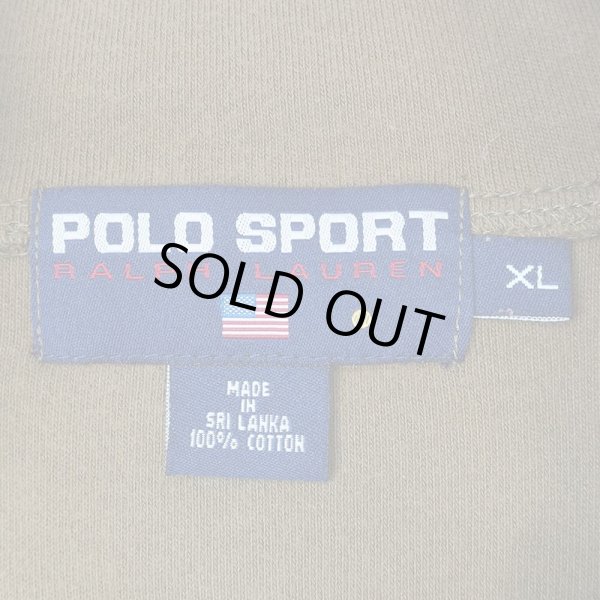 POLO SPORT
RALPH LAUREN
XL
SOLD OUT
MADE
IN
SRI LANKA
100% COTTON